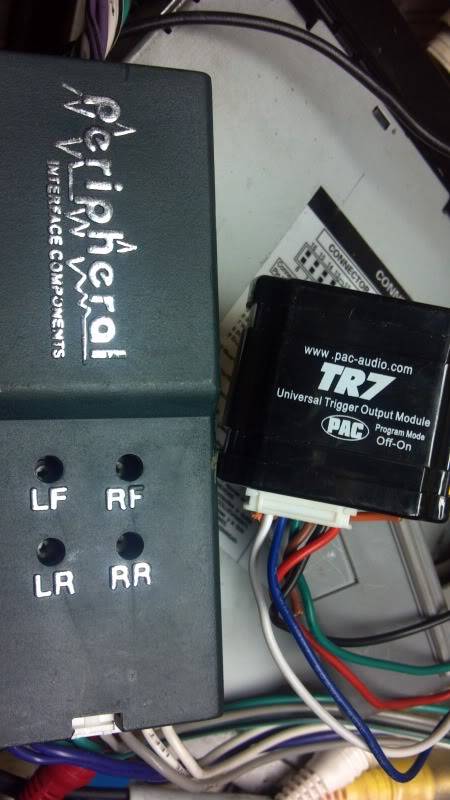 Peripheral
INTERFACE COMPONENTS
LF RF
LR RR
CONNECTOR
www.pac-audio.com
TR7
Universal Trigger Output Module
PAC Program Mode
Off-On